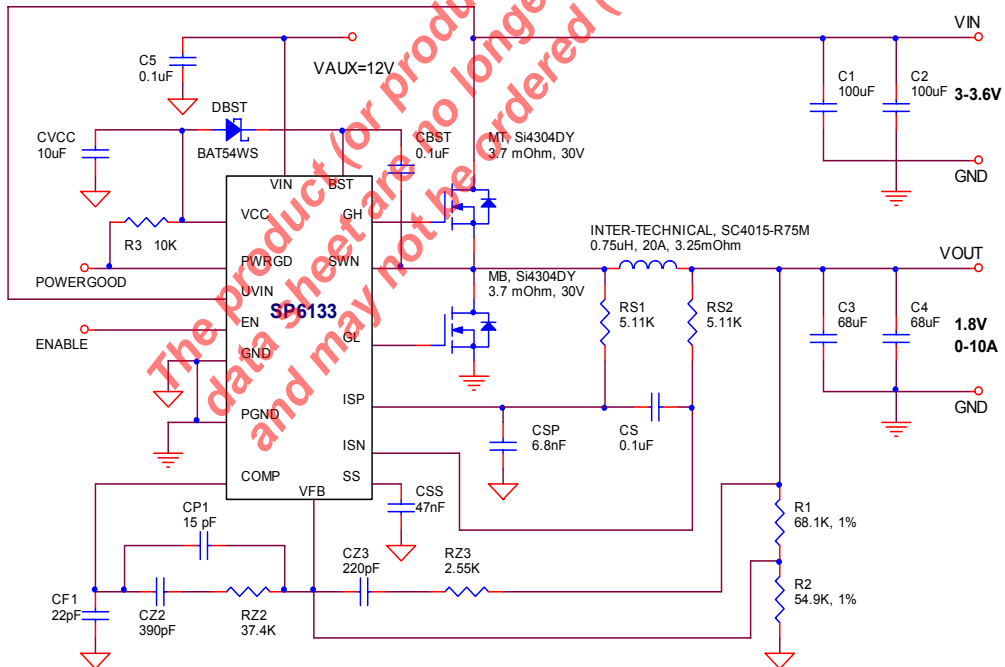 VIN
C5
0.1uF
VAUX=12V
C1
100uF
C2
100uF
3-3.6V
GND
DBST
BAT54WS
CVCC
10uF
CBST
0.1uF
MT, Si4304DY
3.7 mOhm, 30V
VIN
BST
VCC
GH
R3 10K
PWRGD
SWN
POWERGOOD
UVIN
SP6133
EN
ENABLE
GND
GL
PGND
ISP
ISN
COMP
SS
VFB
INTER-TECHNICAL, SC4015-R75M
0.75uH, 20A, 3.25mOhm
MB, Si4304DY
3.7 mOhm, 30V
RS1
5.11K
RS2
5.11K
VOUT
C3
68uF
C4
68uF
1.8V
0-10A
GND
CSP
6.8nF
CS
0.1uF
CSS
47nF
CP1
15 pF
CF1
22pF
CZ2
390pF
RZ2
37.4K
CZ3
220pF
RZ3
2.55K
R1
68.1K, 1%
R2
54.9K, 1%
The product (or produ
data sheet are no longe
and may not be ordered (